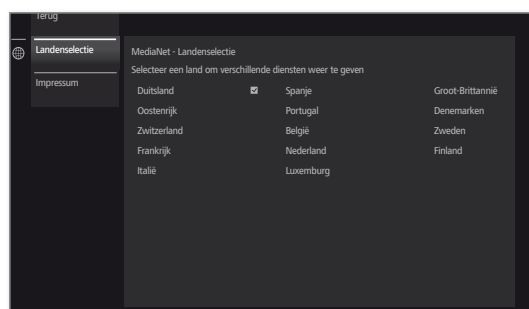 Terug
Landenselectie
Impressum
MediaNet - Landenselectie
Selecteer een land om verschillende diensten weer te geven
Duitsland Spanje Groot-Brittannië
Oostenrijk Portugal Denemarken
Zwitzerland België Zweden
Frankrijk Nederland Finland
Italië Luxemburg